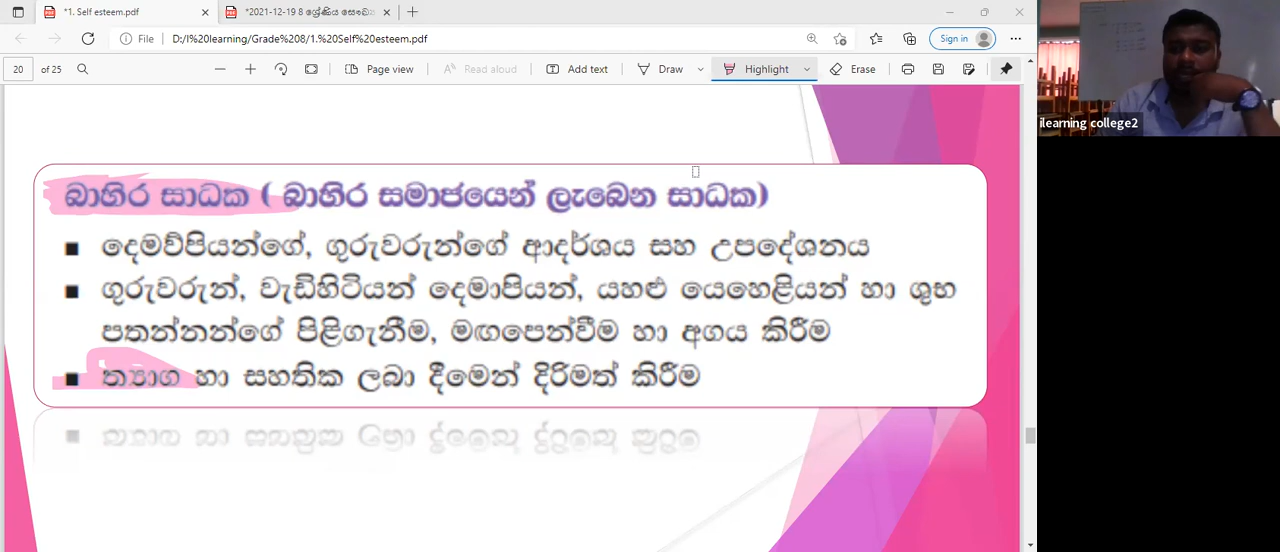 *1. Self esteem.pdf
*2021-12-19 8 ශ්‍රේණිය සෞඛ්‍ය
File D:/I%20learning/Grade%208/1.%20Self%20esteem.pdf
Sign in
20 of 25
Page view
Read aloud
Add text
Draw
Highlight
Erase
ilearning college2
බාහිර සාධක ( බාහිර සමාජයෙන් ලැබෙන සාධක)
■ දෙමව්පියන්ගේ, ගුරුවරුන්ගේ ආදර්ශය සහ උපදේශනය
■ ගුරුවරුන්, වැඩිහිටියන් දෙමාපියන්, යහළු යෙහෙළියන් හා ශුභ
පතන්නන්ගේ පිළිගැනීම, මඟපෙන්වීම හා අගය කිරීම
■ ත්‍යාග හා සහතික ලබා දීමෙන් දිරිමත් කිරීම